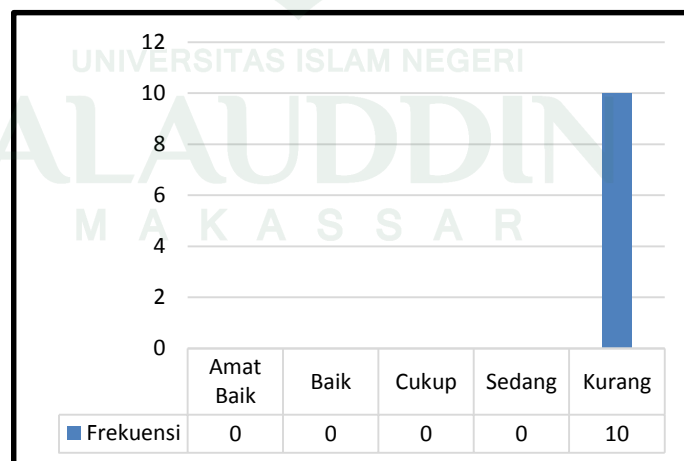 12
UNIVERSITAS ISLAM NEGERI
10
8
ALAUDDIN
6
MAKASSAR
4
2
0
Amat Baik Baik Cukup Sedang Kurang
Frekuensi 0 0 0 0 10